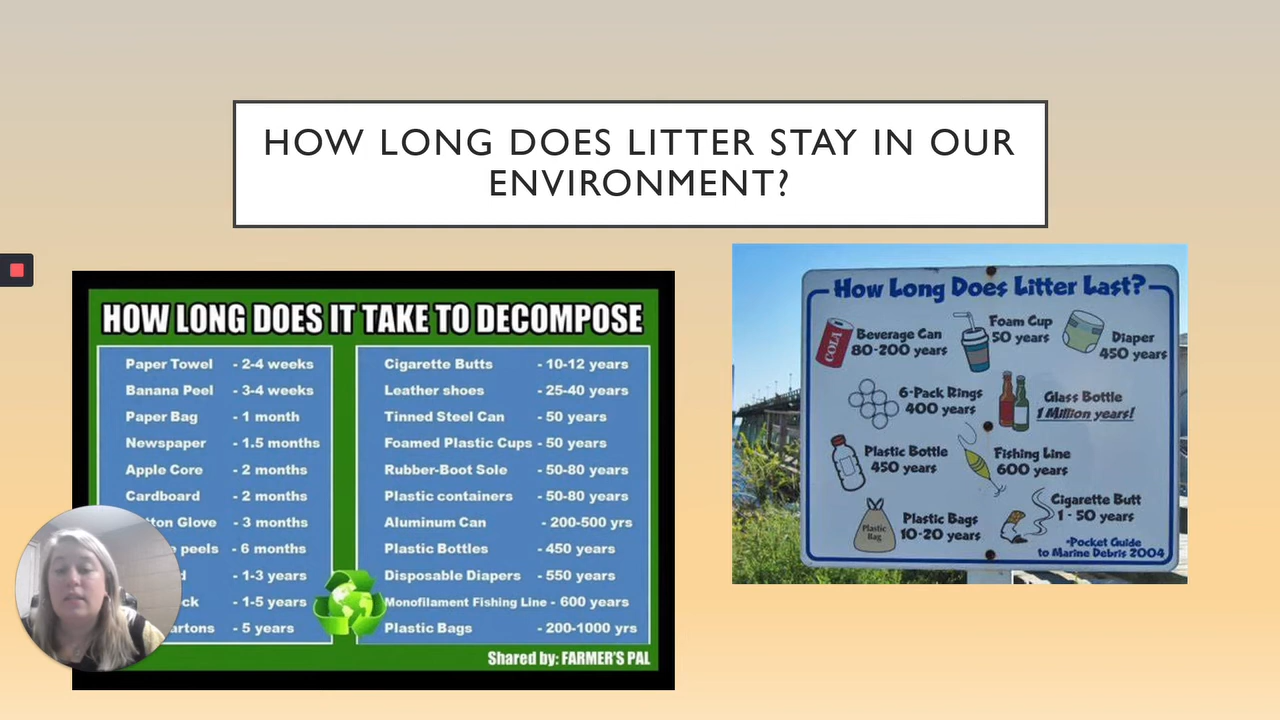 HOW LONG DOES LITTER STAY IN OUR
ENVIRONMENT?
HOW LONG DOES IT TAKE TO DECOMPOSE
Paper Towel - 2-4 weeks
Banana Peel - 3-4 weeks
Paper Bag - 1 month
Newspaper - 1.5 months
Apple Core - 2 months
Cardboard - 2 months
Glove - 3 months
peels - 6 months
- 1-3 years
- 1-5 years
- 5 years
Cigarette Butts - 10-12 years
Leather shoes - 25-40 years
Tinned Steel Can - 50 years
Foamed Plastic Cups - 50 years
Rubber-Boot Sole - 50-80 years
Plastic containers - 50-80 years
Aluminum Can - 200-500 yrs
Plastic Bottles - 450 years
Disposable Diapers - 550 years
Monofilament Fishing Line - 600 years
Plastic Bags - 200-1000 yrs
Shared by: FARMER'S PAL
How Long Does Litter Last?
COLA
Beverage Can
80-200 years
Foam Cup
50 years
Diaper
450 years
6-Pack Rings
400 years
Glass Bottle
1 Million years!
Plastic Bottle
450 years
Fishing Line
600 years
Plastic
Bag
Plastic Bags
10-20 years
Cigarette Butt
1 - 50 years
*Pocket Guide
to Marine Debris 2004